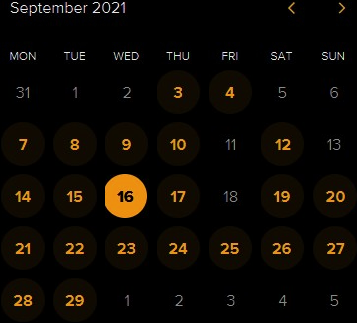 September 2021 < >
MON TUE WED THU FRI SAT SUN
31 1 2 3 4 5 6
7 8 9 10 11 12 13
14 15 16 17 18 19 20
21 22 23 24 25 26 27
28 29 1 2 3 4 5